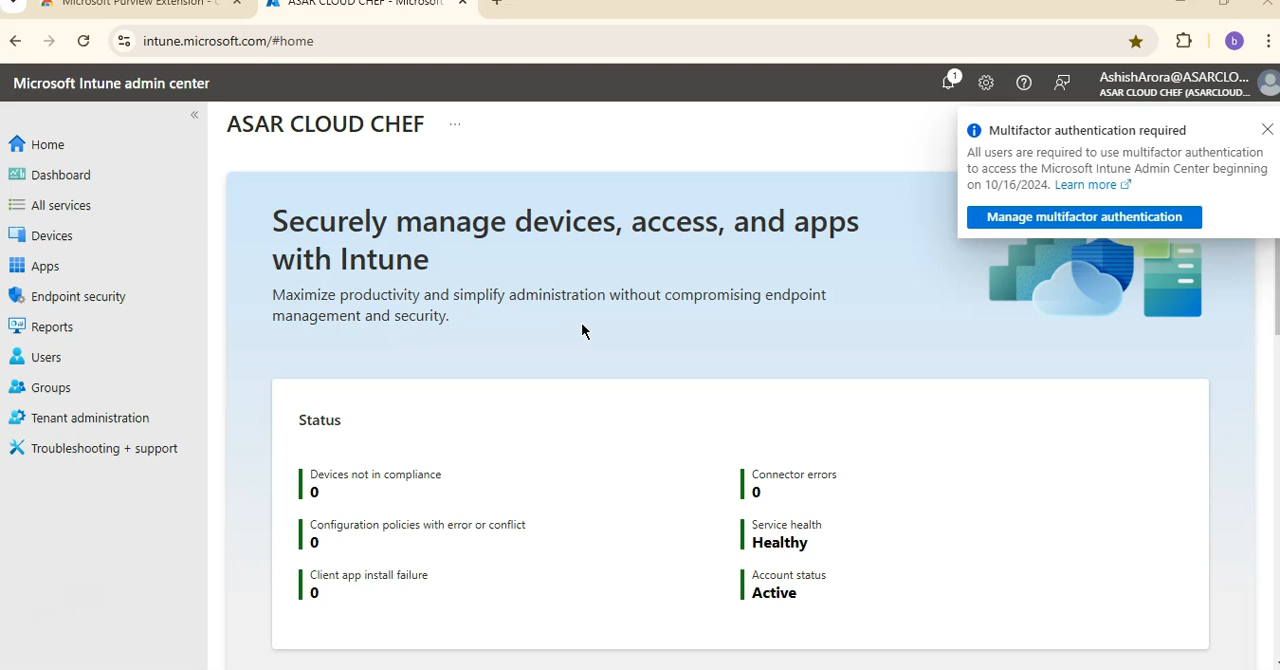 Microsoft Purview Extension -
ASAR CLOUD CHEF - Microsoft
intune.microsoft.com/#home
b
Microsoft Intune admin center
1
AshishArora@ASARCLO...
ASAR CLOUD CHEF (ASARCLOUD...
Home
Dashboard
All services
Devices
Apps
Endpoint security
Reports
Users
Groups
Tenant administration
Troubleshooting + support
ASAR CLOUD CHEF ...
Multifactor authentication required
All users are required to use multifactor authentication
to access the Microsoft Intune Admin Center beginning
on 10/16/2024. Learn more
Manage multifactor authentication
Securely manage devices, access, and apps
with Intune
Maximize productivity and simplify administration without compromising endpoint
management and security.
Status
Devices not in compliance
0
Configuration policies with error or conflict
0
Client app install failure
0
Connector errors
0
Service health
Healthy
Account status
Active